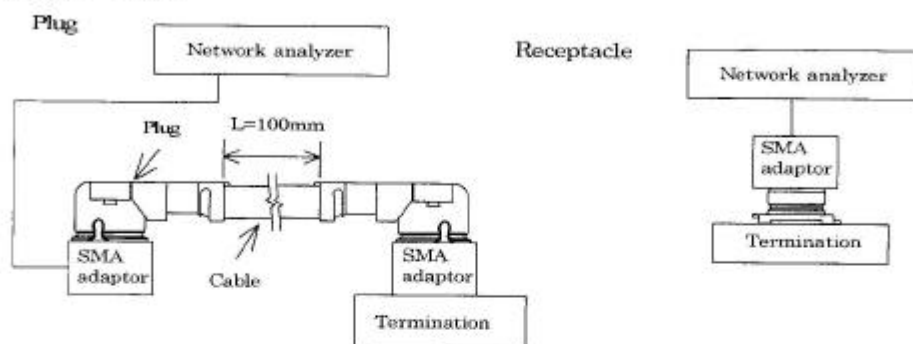 Plug
Network analyzer
Receptacle
Network analyzer
Plug
L=100mm
SMA
adaptor
SMA
adaptor
Cable
SMA
adaptor
Termination
Termination